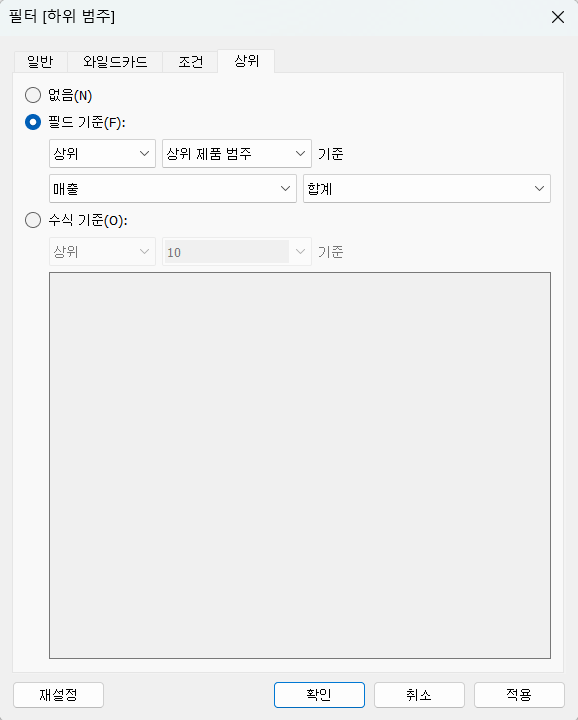 필터 [하위 범주]
일반 와일드카드 조건 상위
없음(N)
필드 기준(F):
상위 상위 제품 범주 기준
매출 합계
수식 기준(O):
상위 10 기준
재설정 확인 취소 적용